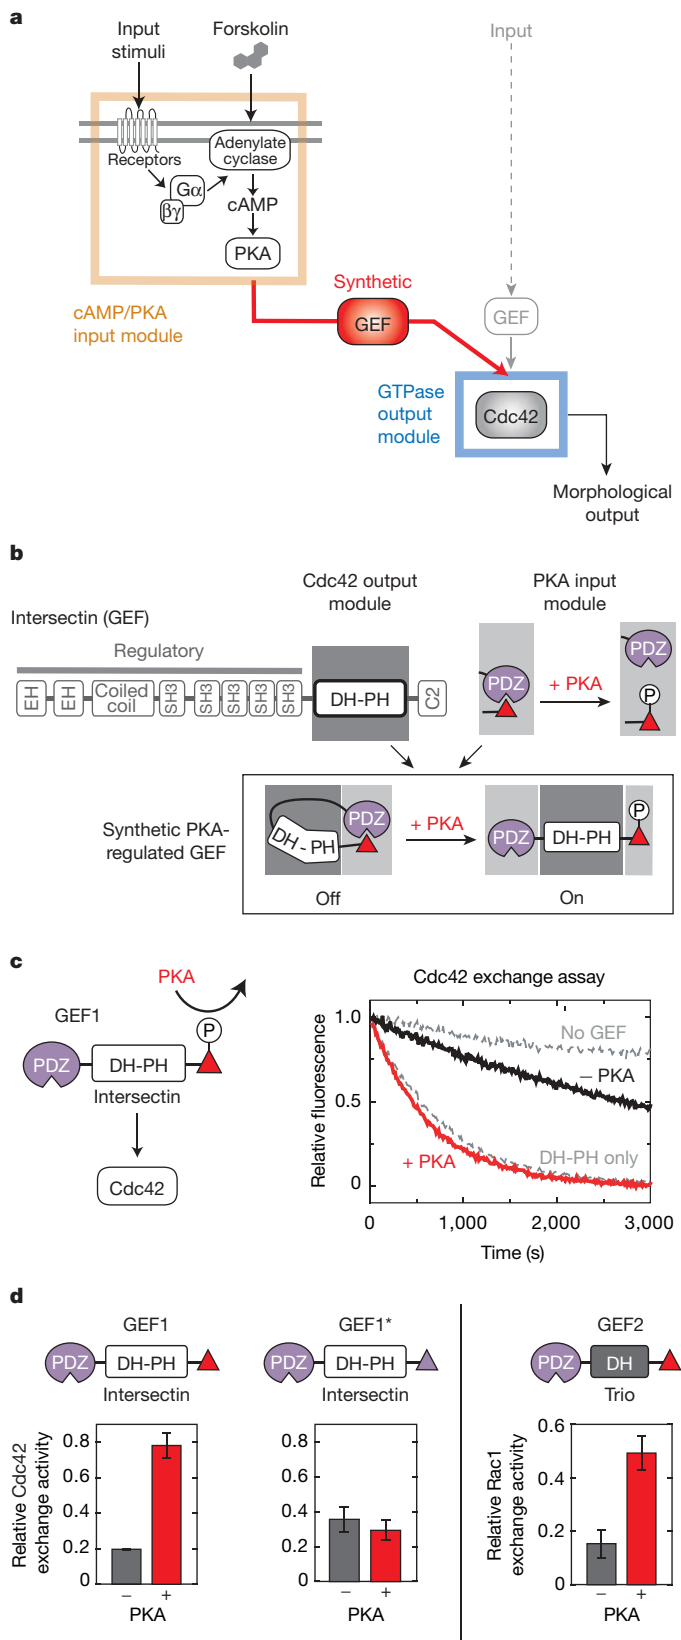 a
Input
stimuli
Forskolin
Input
Receptors
Adenylate
cyclase
Gα
βγ
cAMP
PKA
cAMP/PKA
input module
Synthetic
GEF
GEF
GTPase
output
module
Cdc42
Morphological
output
b
Cdc42 output
module
PKA input
module
Intersectin (GEF)
Regulatory
EH
EH
Coiled
coil
SH3
SH3
SH3
SH3
SH3
DH-PH
C2
PDZ
+ PKA
PDZ
P
Synthetic PKA-
regulated GEF
DH - PH
PDZ
+ PKA
PDZ
DH-PH
P
Off
On
c
PKA
GEF1
P
PDZ
DH-PH
Intersectin
Cdc42
Cdc42 exchange assay
Relative fluorescence
1.0
0.5
0
No GEF
– PKA
+ PKA
DH-PH only
0
1,000
2,000
3,000
Time (s)
d
GEF1
PDZ
DH-PH
Intersectin
Relative Cdc42
exchange activity
0.8
0.6
0.4
0.2
0
– +
PKA
GEF1*
PDZ
DH-PH
Intersectin
0.8
0.6
0.4
0.2
0
– +
PKA
GEF2
PDZ
DH
Trio
Relative Rac1
exchange activity
0.6
0.4
0.2
0
– +
PKA